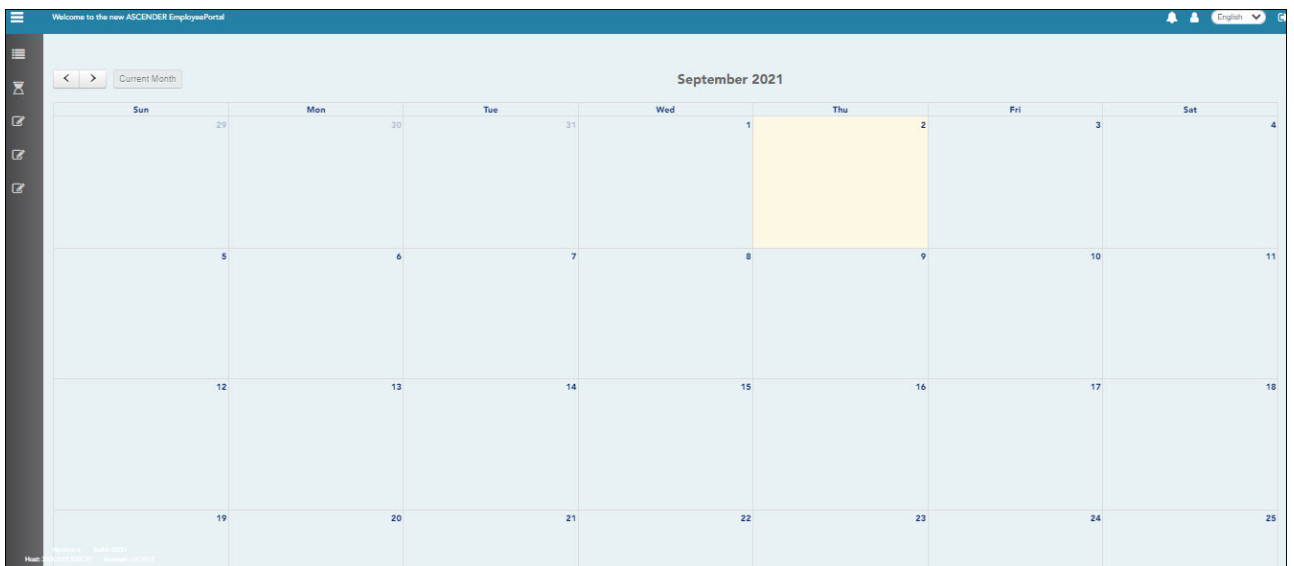 Welcome to the new ASCENDER EmployeePortal English
Current Month
September 2021
Sun Mon Tue Wed Thu Fri Sat
29 30 31 1 2 3 4
5 6 7 8 9 10 11
12 13 14 15 16 17 18
19 20 21 22 23 24 25
Host: